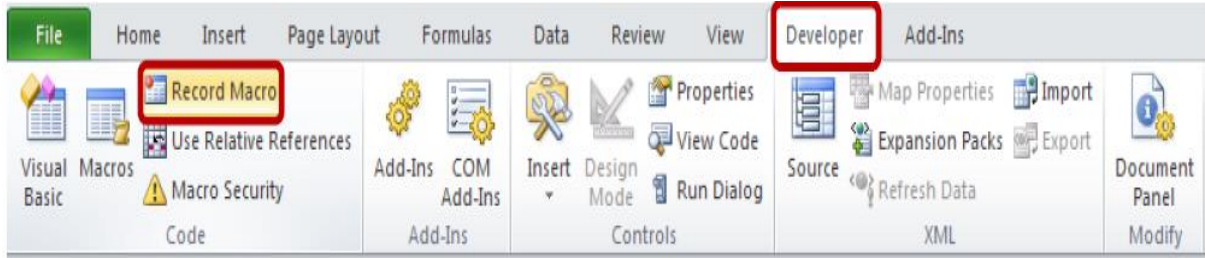 File Home Insert Page Layout Formulas Data Review View Developer Add-Ins
Visual Basic
Macros
Record Macro
Use Relative References
Macro Security
Code
Add-Ins
COM Add-Ins
Add-Ins
Insert
Design Mode
Properties
View Code
Run Dialog
Controls
Source
Map Properties
Expansion Packs
Refresh Data
Import
Export
XML
Document Panel
Modify